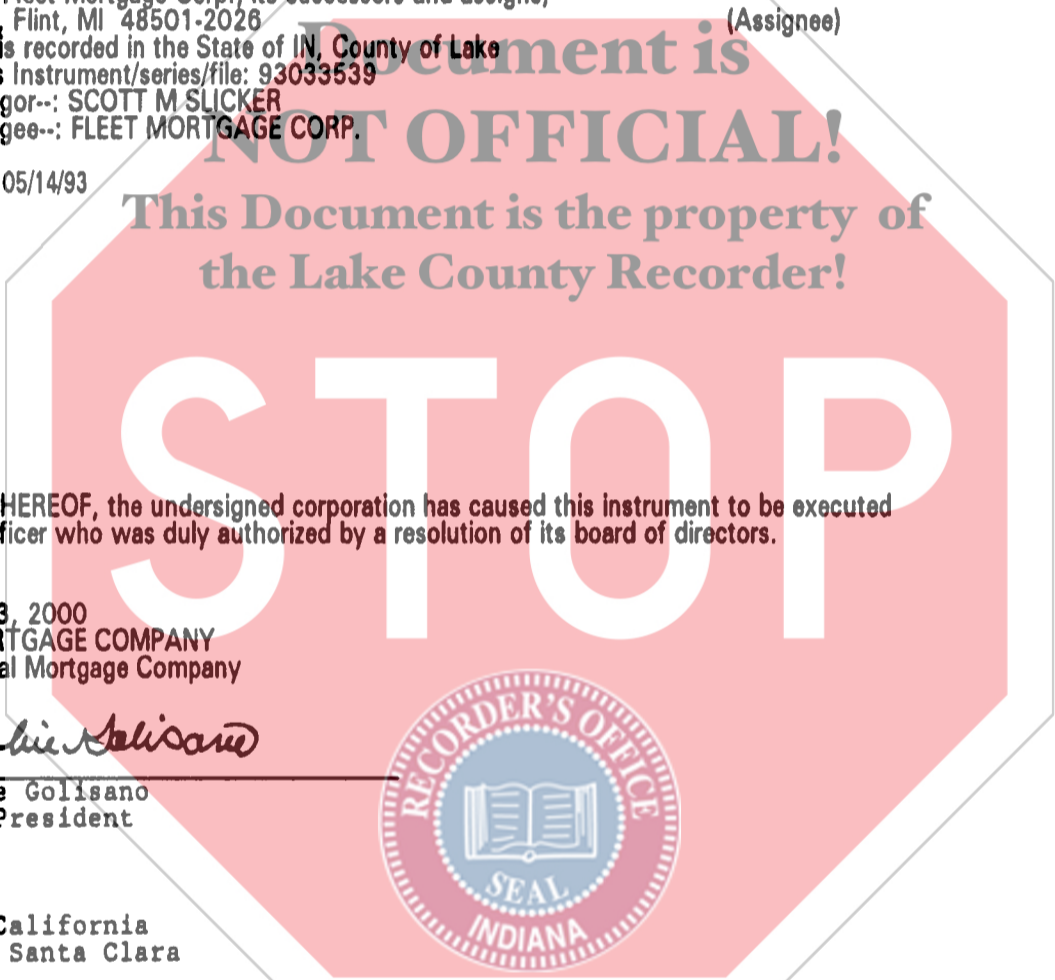 Flint, MI 48501-2026 (Assignee)
is recorded in the State of IN, County of Lake
Instrument/series/file: 93033539
gor--: SCOTT M SLICKER
gee--: FLEET MORTGAGE CORP.
05/14/93
Document is
NOT OFFICIAL!
This Document is the property of
the Lake County Recorder!
STOP
HEREOF, the undersigned corporation has caused this instrument to be executed
ficer who was duly authorized by a resolution of its board of directors.
3, 2000
RTGAGE COMPANY
al Mortgage Company
lie Golisano
e Golisano
President
RECORDER'S OFFICE
SEAL
INDIANA
California
Santa Clara